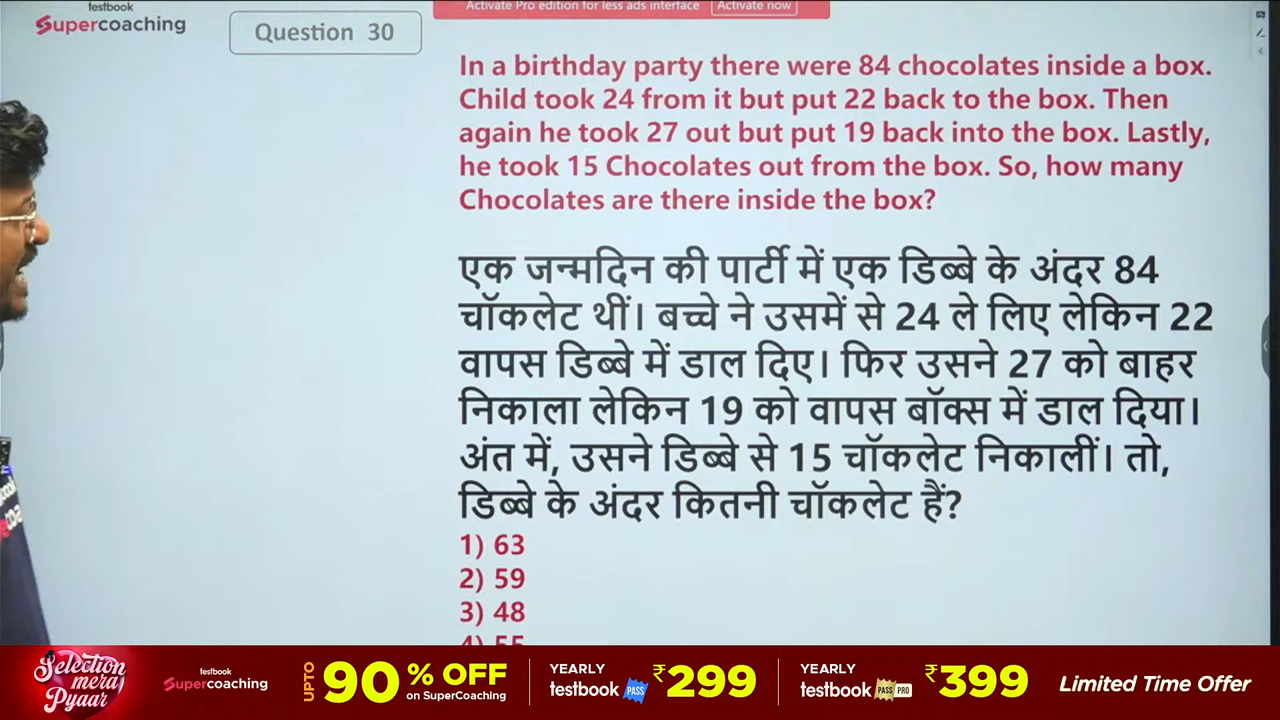 testbook
Supercoaching
Question 30
Activate Pro edition for less ads interface Activate now
In a birthday party there were 84 chocolates inside a box.
Child took 24 from it but put 22 back to the box. Then
again he took 27 out but put 19 back into the box. Lastly,
he took 15 Chocolates out from the box. So, how many
Chocolates are there inside the box?
एक जन्मदिन की पार्टी में एक डिब्बे के अंदर 84
चॉकलेट थीं। बच्चे ने उसमें से 24 ले लिए लेकिन 22
वापस डिब्बे में डाल दिए। फिर उसने 27 को बाहर
निकाला लेकिन 19 को वापस बॉक्स में डाल दिया।
अंत में, उसने डिब्बे से 15 चॉकलेट निकालीं। तो,
डिब्बे के अंदर कितनी चॉकलेट हैं?
1) 63
2) 59
3) 48
4) 55
Selection mera Pyaar
testbook
Supercoaching
UPTO 90% OFF on SuperCoaching
YEARLY testbook PASS ₹299
YEARLY testbook PASS PRO ₹399
Limited Time Offer